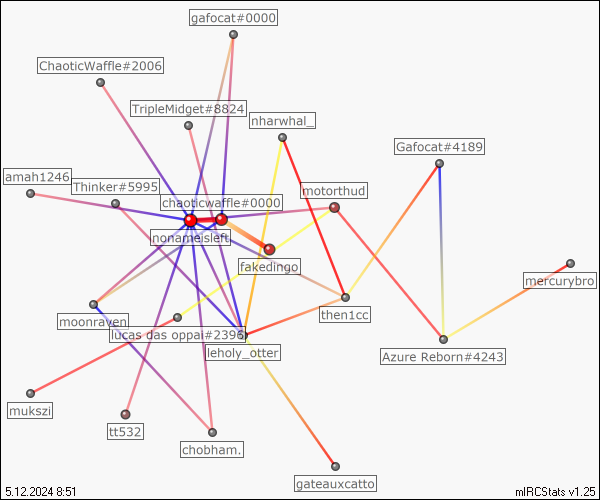 gafocat#0000
ChaoticWaffle#2006
TripleMidget#8824
nharwhal_
Gafocat#4189
amah1246
Thinker#5995
motorthud
chaoticwaffle#0000
nonameisleft
fakedingo
mercurybro
then1cc
moonraven
lucas das oppai#2396
leholy_otter
Azure Reborn#4243
mukszi
tt532
chobham.
gateauxcatto
5.12.2024 8:51
mIRCStats v1.25